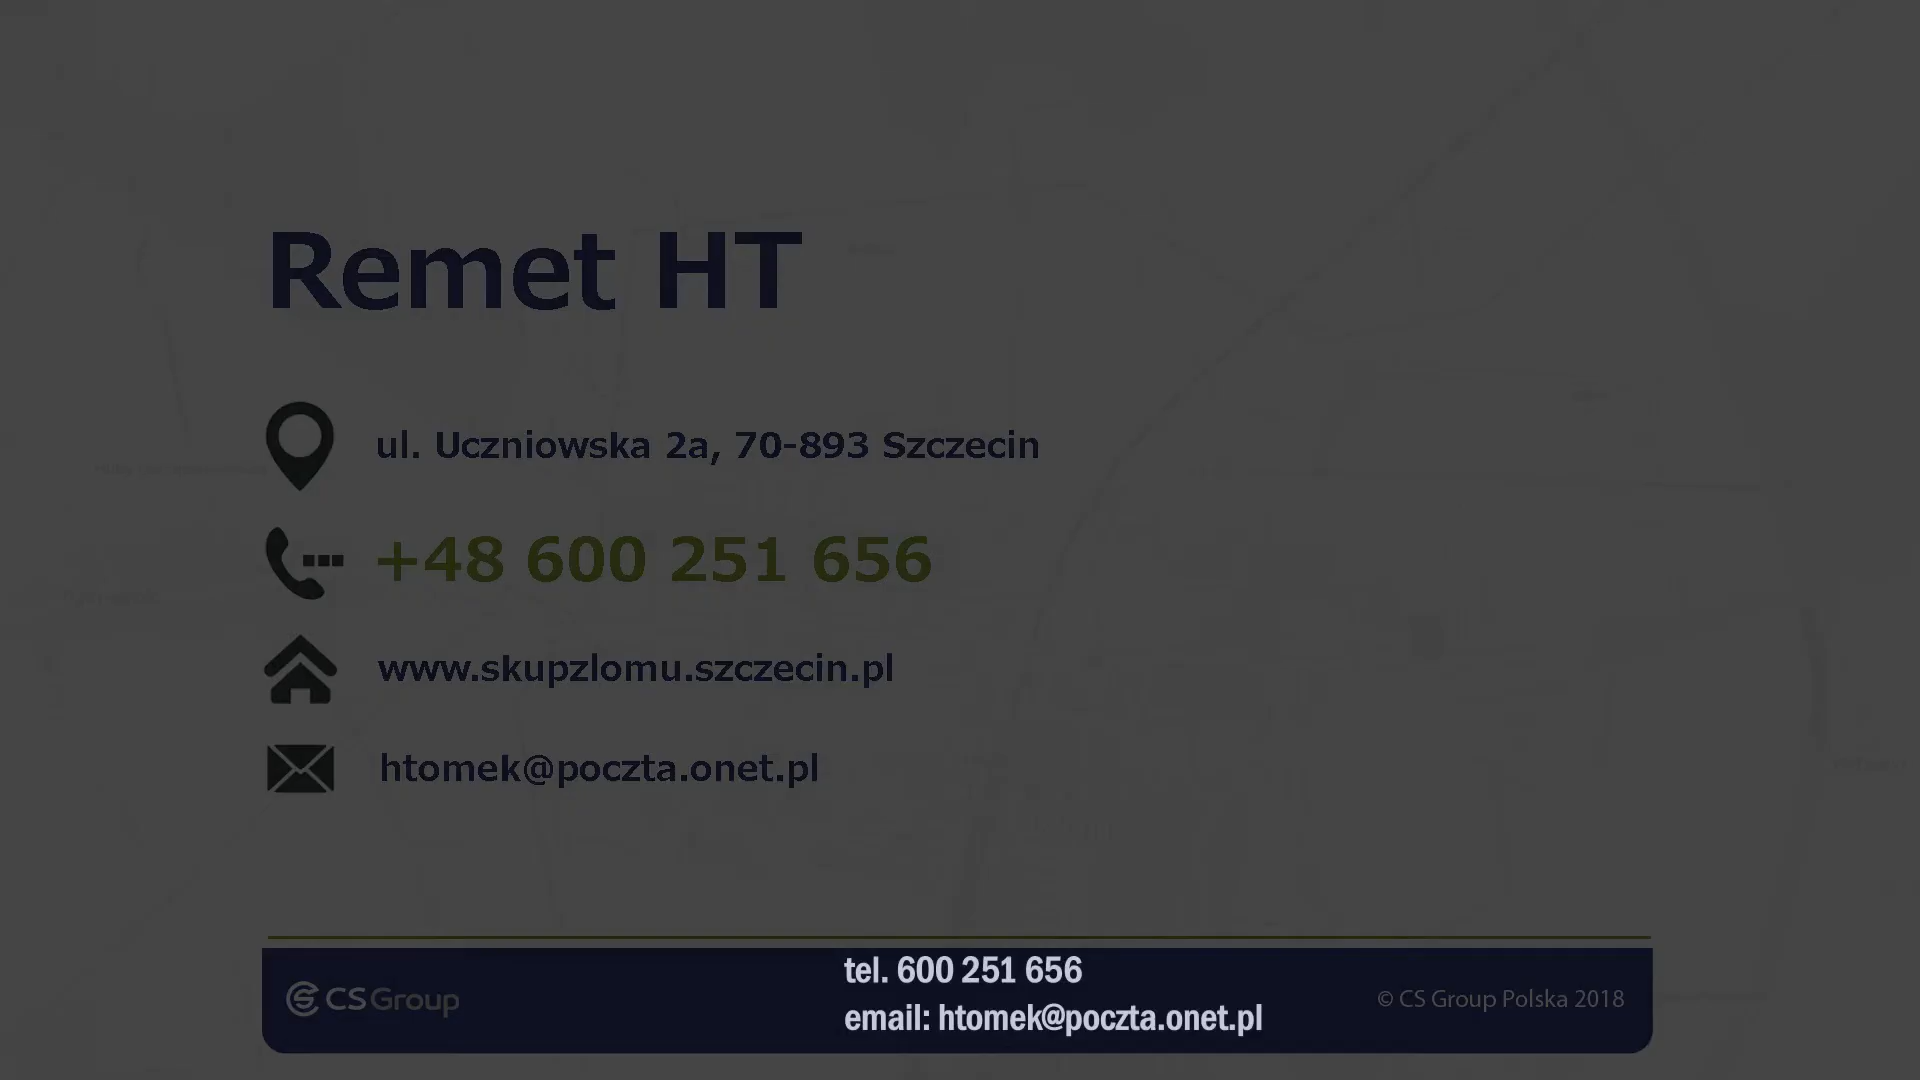 Remet HT
ul. Uczniowska 2a, 70-893 Szczecin
+48 600 251 656
www.skupzlomu.szczecin.pl
htomek@poczta.onet.pl
tel. 600 251 656
email: htomek@poczta.onet.pl
CS Group
© CS Group Polska 2018